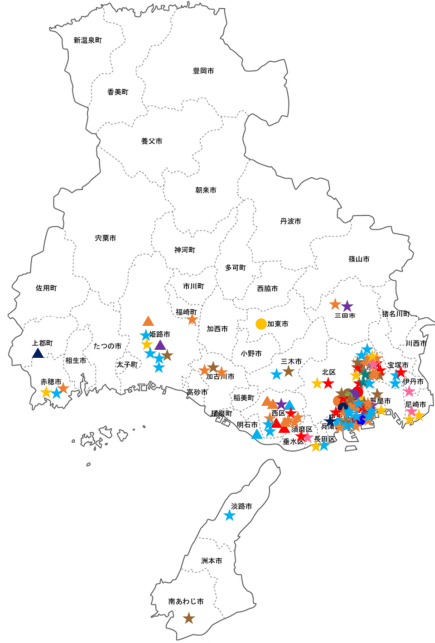 新温泉町
豊岡市
香美町
養父市
朝来市
丹波市
宍粟市
神河町
多可町
篠山市
佐用町
市川町
西脇市
福崎町
加西市
加東市
三田市
猪名川町
上郡町
たつの市
姫路市
小野市
三木市
北区
宝塚市
川西市
相生市
太子町
加古川市
伊丹市
赤穂市
高砂市
稲美町
西区
尼崎市
播磨町
明石市
須磨区
垂水区
長田区
淡路市
洲本市
南あわじ市